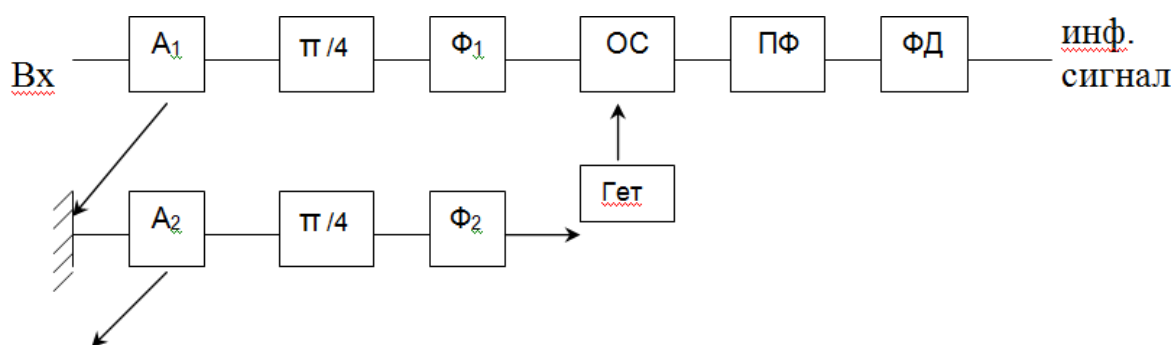 Вх
А1
π /4
Ф1
ОС
ПФ
ФД
инф.
сигнал
Гет
А2
π /4
Ф2